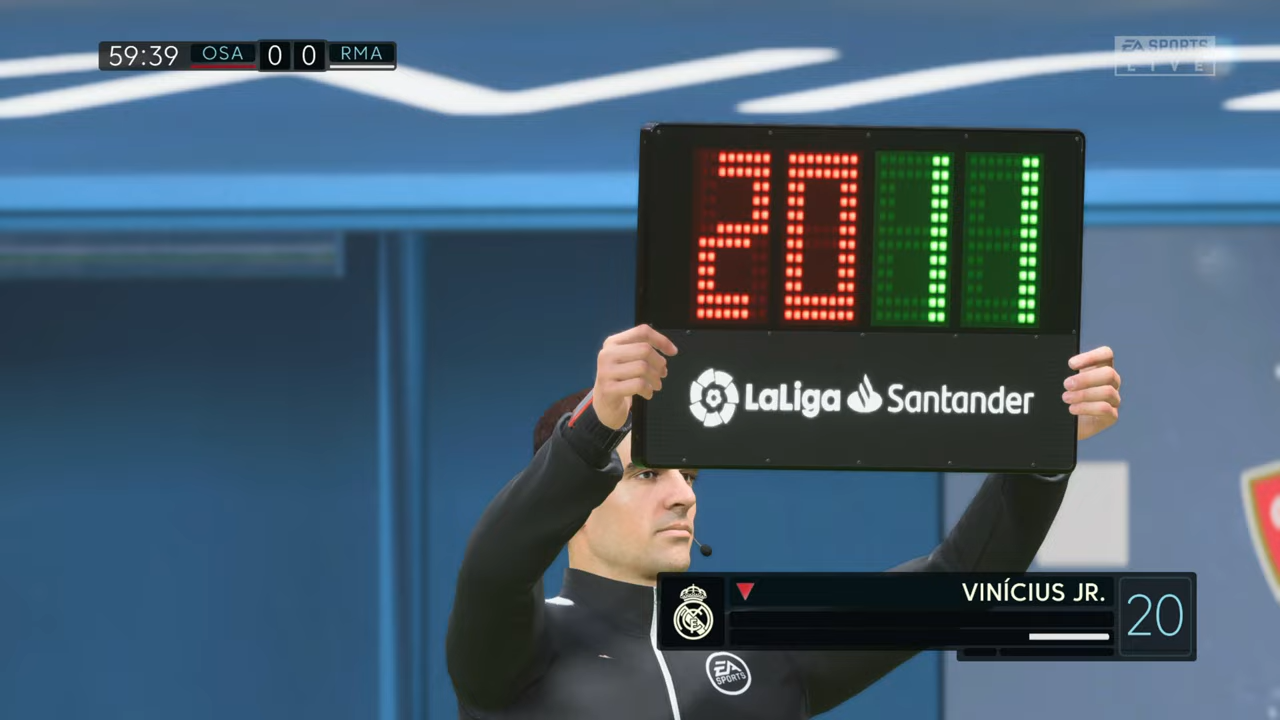 59:39 OSA 0 0 RMA
EA SPORTS
LIVE
20 11
LaLiga Santander
VINÍCIUS JR.
20
EA
SPORTS